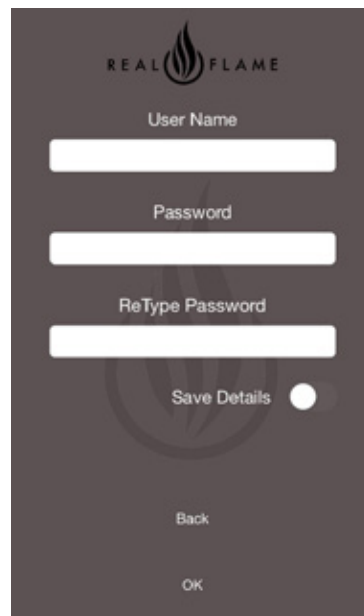 REAL FLAME
User Name
Password
ReType Password
Save Details
Back
OK